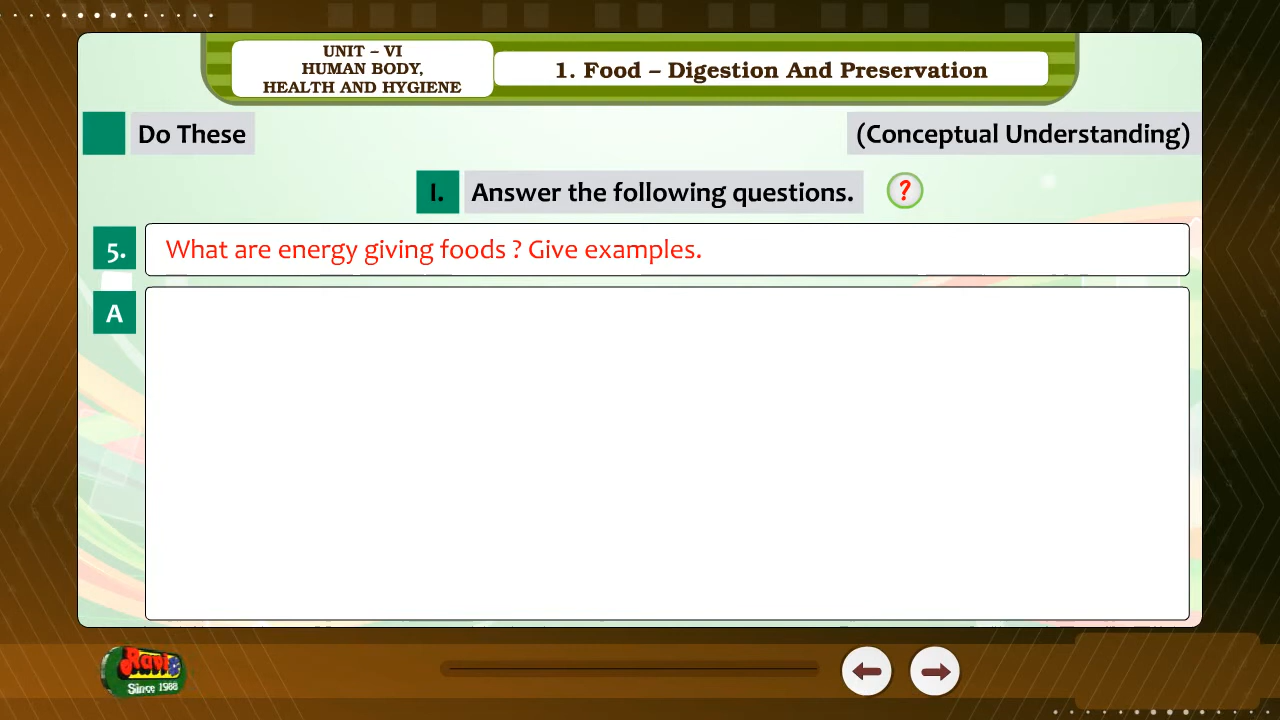 UNIT – VI
HUMAN BODY,
HEALTH AND HYGIENE
1. Food – Digestion And Preservation
Do These
(Conceptual Understanding)
I. Answer the following questions. ?
5. What are energy giving foods ? Give examples.
A
Ravi
Since 1988